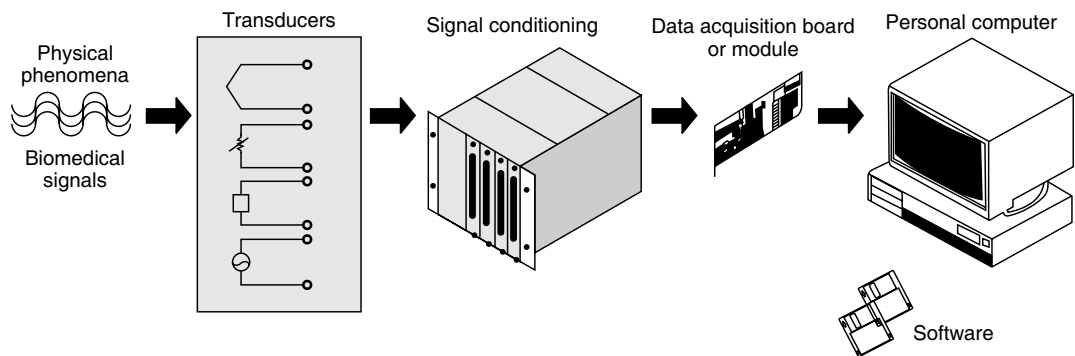 Physical
phenomena
Biomedical
signals
Transducers
Signal conditioning
Data acquisition board
or module
Personal computer
Software